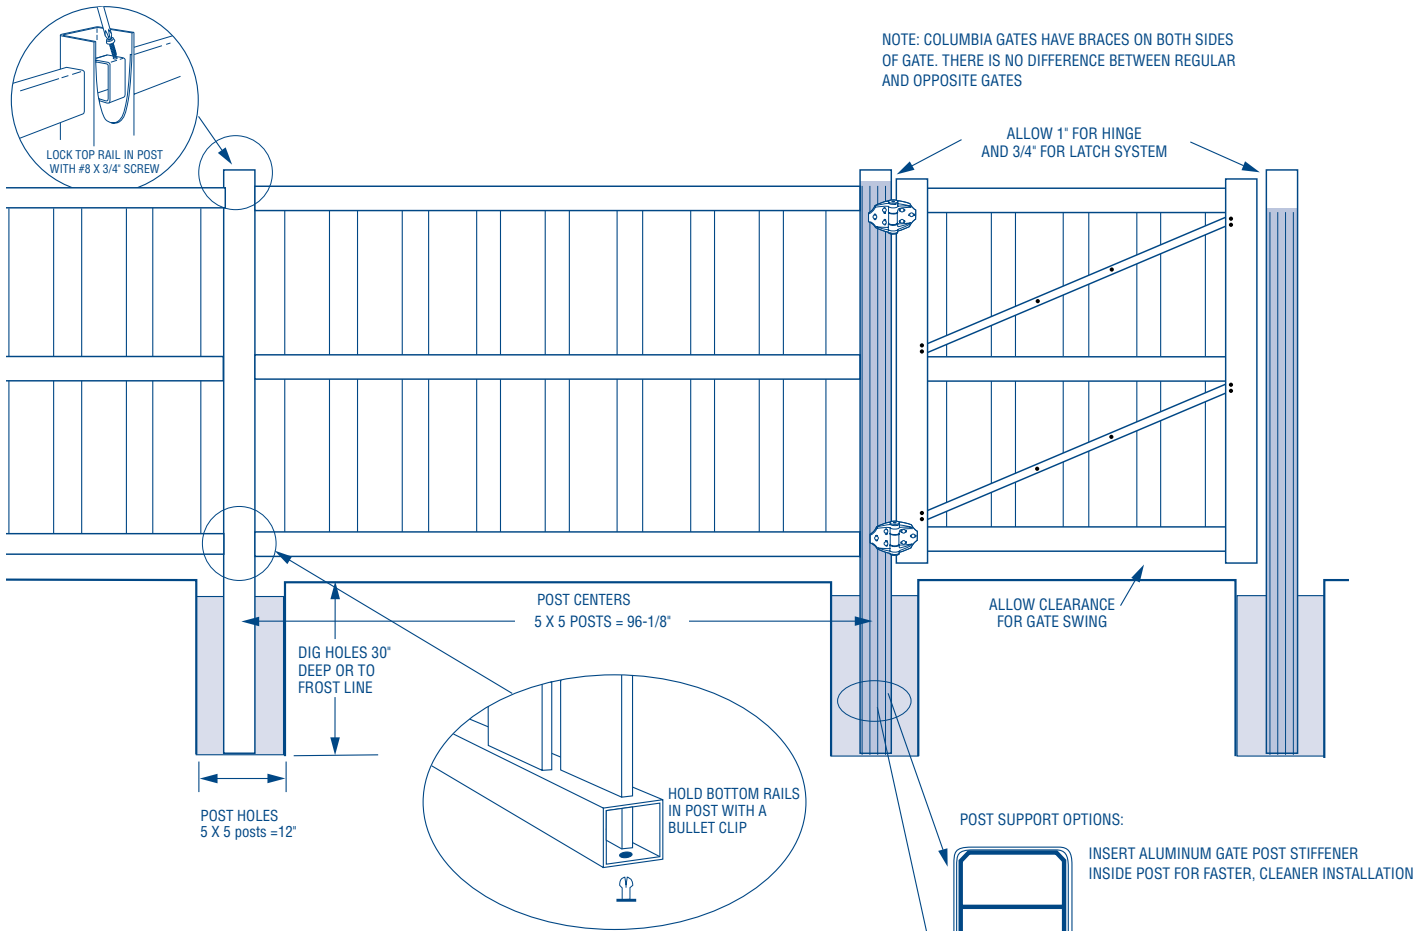 LOCK TOP RAIL IN POST
WITH #8 X 3/4" SCREW
NOTE: COLUMBIA GATES HAVE BRACES ON BOTH SIDES
OF GATE. THERE IS NO DIFFERENCE BETWEEN REGULAR
AND OPPOSITE GATES
ALLOW 1" FOR HINGE
AND 3/4" FOR LATCH SYSTEM
POST CENTERS
5 X 5 POSTS = 96-1/8"
ALLOW CLEARANCE
FOR GATE SWING
DIG HOLES 30"
DEEP OR TO
FROST LINE
HOLD BOTTOM RAILS
IN POST WITH A
BULLET CLIP
POST HOLES
5 X 5 posts =12"
POST SUPPORT OPTIONS:
INSERT ALUMINUM GATE POST STIFFENER
INSIDE POST FOR FASTER, CLEANER INSTALLATION